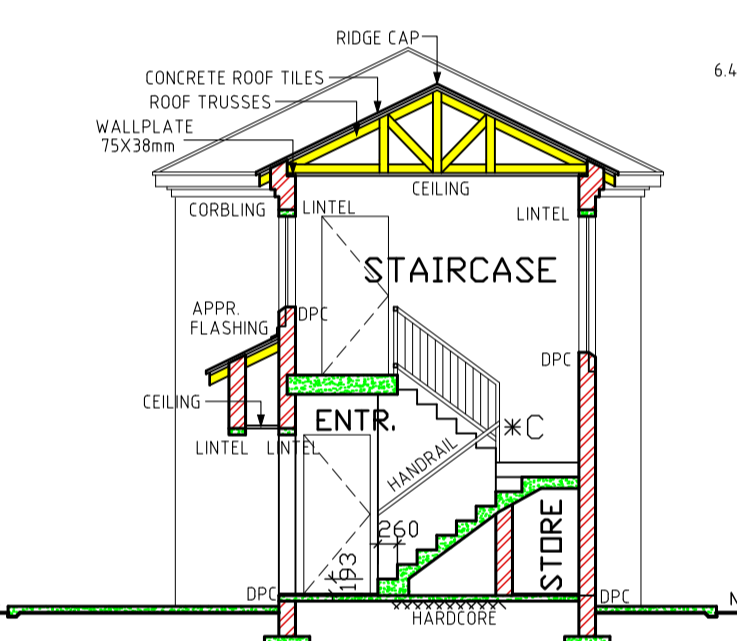 RIDGE CAP
6.4
CONCRETE ROOF TILES
ROOF TRUSSES
WALLPLATE
75X38mm
CEILING
CORBLING
LINTEL
LINTEL
STAIRCASE
APPR.
FLASHING
DPC
DPC
CEILING
ENTR.
*C
LINTEL
LINTEL
HANDRAIL
260
193
STORE
DPC
DPC
N
HARDCORE